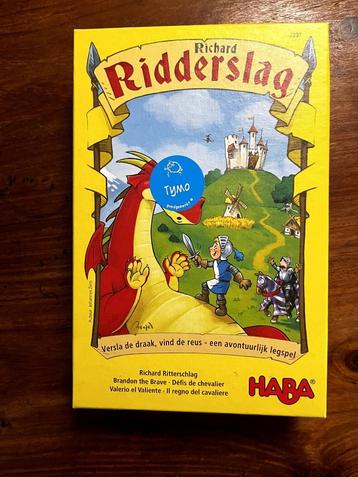 Richard
Ridderslag
TYMO
Versla de draak, vind de reus - een avontuurlijk legspel
Richard Ritterschlag
Brandon the Brave · Défis de chevalier
Valerio el Valiente · Il regno del cavaliere
HABA®